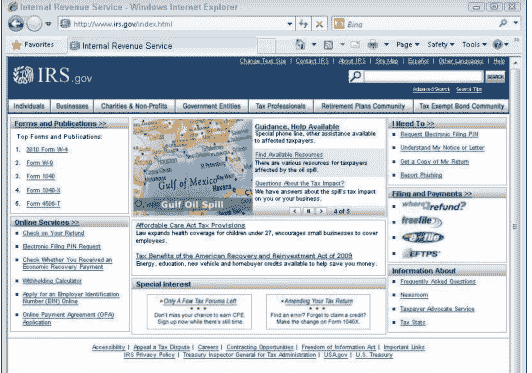 Internal Revenue Service - Windows Internet Explorer
http://www.irs.gov/index.html
Bing
Favorites
Internal Revenue Service
Page
Safety
Tools
Change Text Size | Contact IRS | About IRS | Site Map | Español | Other Languages | Help
IRS.gov
SEARCH
Advanced Search Search Tips
Individuals
Businesses
Charities & Non-Profits
Government Entities
Tax Professionals
Retirement Plans Community
Tax Exempt Bond Community
Forms and Publications >>
Top Forms and Publications:
1. 2010 Form W-4
2. Form W-9
3. Form 1040
4. Form 1040-X
5. Form 4506-T
Online Services >>
Check on Your Refund
Electronic Filing PIN Request
Check Whether You Received an
Economic Recovery Payment
Withholding Calculator
Apply for an Employer Identification
Number (EIN) Online
Online Payment Agreement (OPA)
Application
Gulf of Mexico
Gulf Oil Spill
Guidance, Help Available
Special phone line, other assistance available
to affected taxpayers.
Find Available Resources
There are various resources for taxpayers
affected by the oil spill.
Questions About the Tax Impact?
We have answers about the spill's tax impact
on you or your business.
4 of 5
Affordable Care Act Tax Provisions
Law expands health coverage for children under 27, encourages small businesses to cover
employees.
Tax Benefits of the American Recovery and Reinvestment Act of 2009
Energy, education, new vehicle and homebuyer credits available to help save you money.
Special Interest
Only A Few Tax Forums Left
Don't miss your chance to earn CPE.
Sign up now while there's still time.
Amending Your Tax Return
Find an error? Forget to claim a credit?
Make the change on Form 1040X.
I Need To >>
Request Electronic Filing PIN
Understand My Notice or Letter
Get a Copy of My Return
Report Phishing
Filing and Payments >>
where's my refund?
freefile
e-file
EFTPS
Information About
Frequently Asked Questions
Newsroom
Taxpayer Advocate Service
Tax Stats
Accessibility | Appeal a Tax Dispute | Careers | Contracting Opportunities | Freedom of Information Act | Important Links
IRS Privacy Policy | Treasury Inspector General for Tax Administration | USA.gov | U.S. Treasury